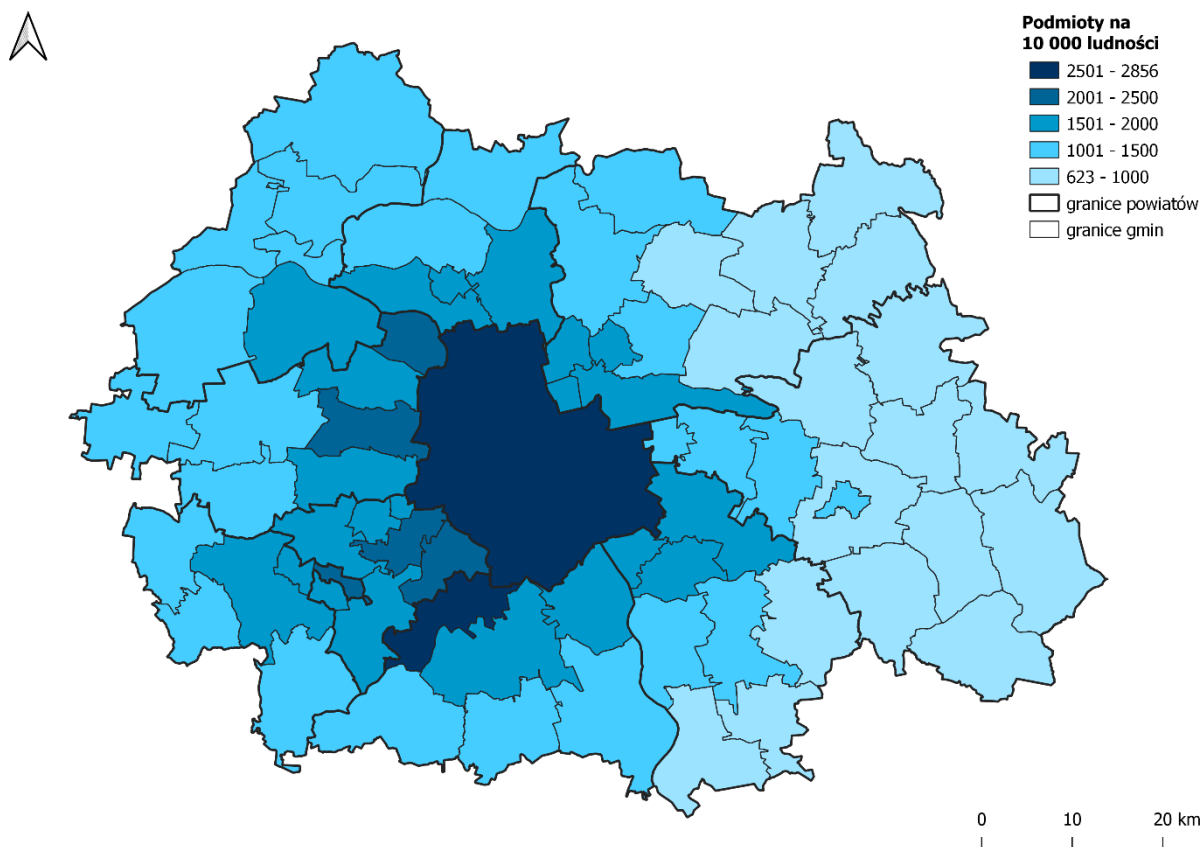 Podmioty na
10 000 ludności
2501 - 2856
2001 - 2500
1501 - 2000
1001 - 1500
623 - 1000
granice powiatów
granice gmin
0 10 20 km